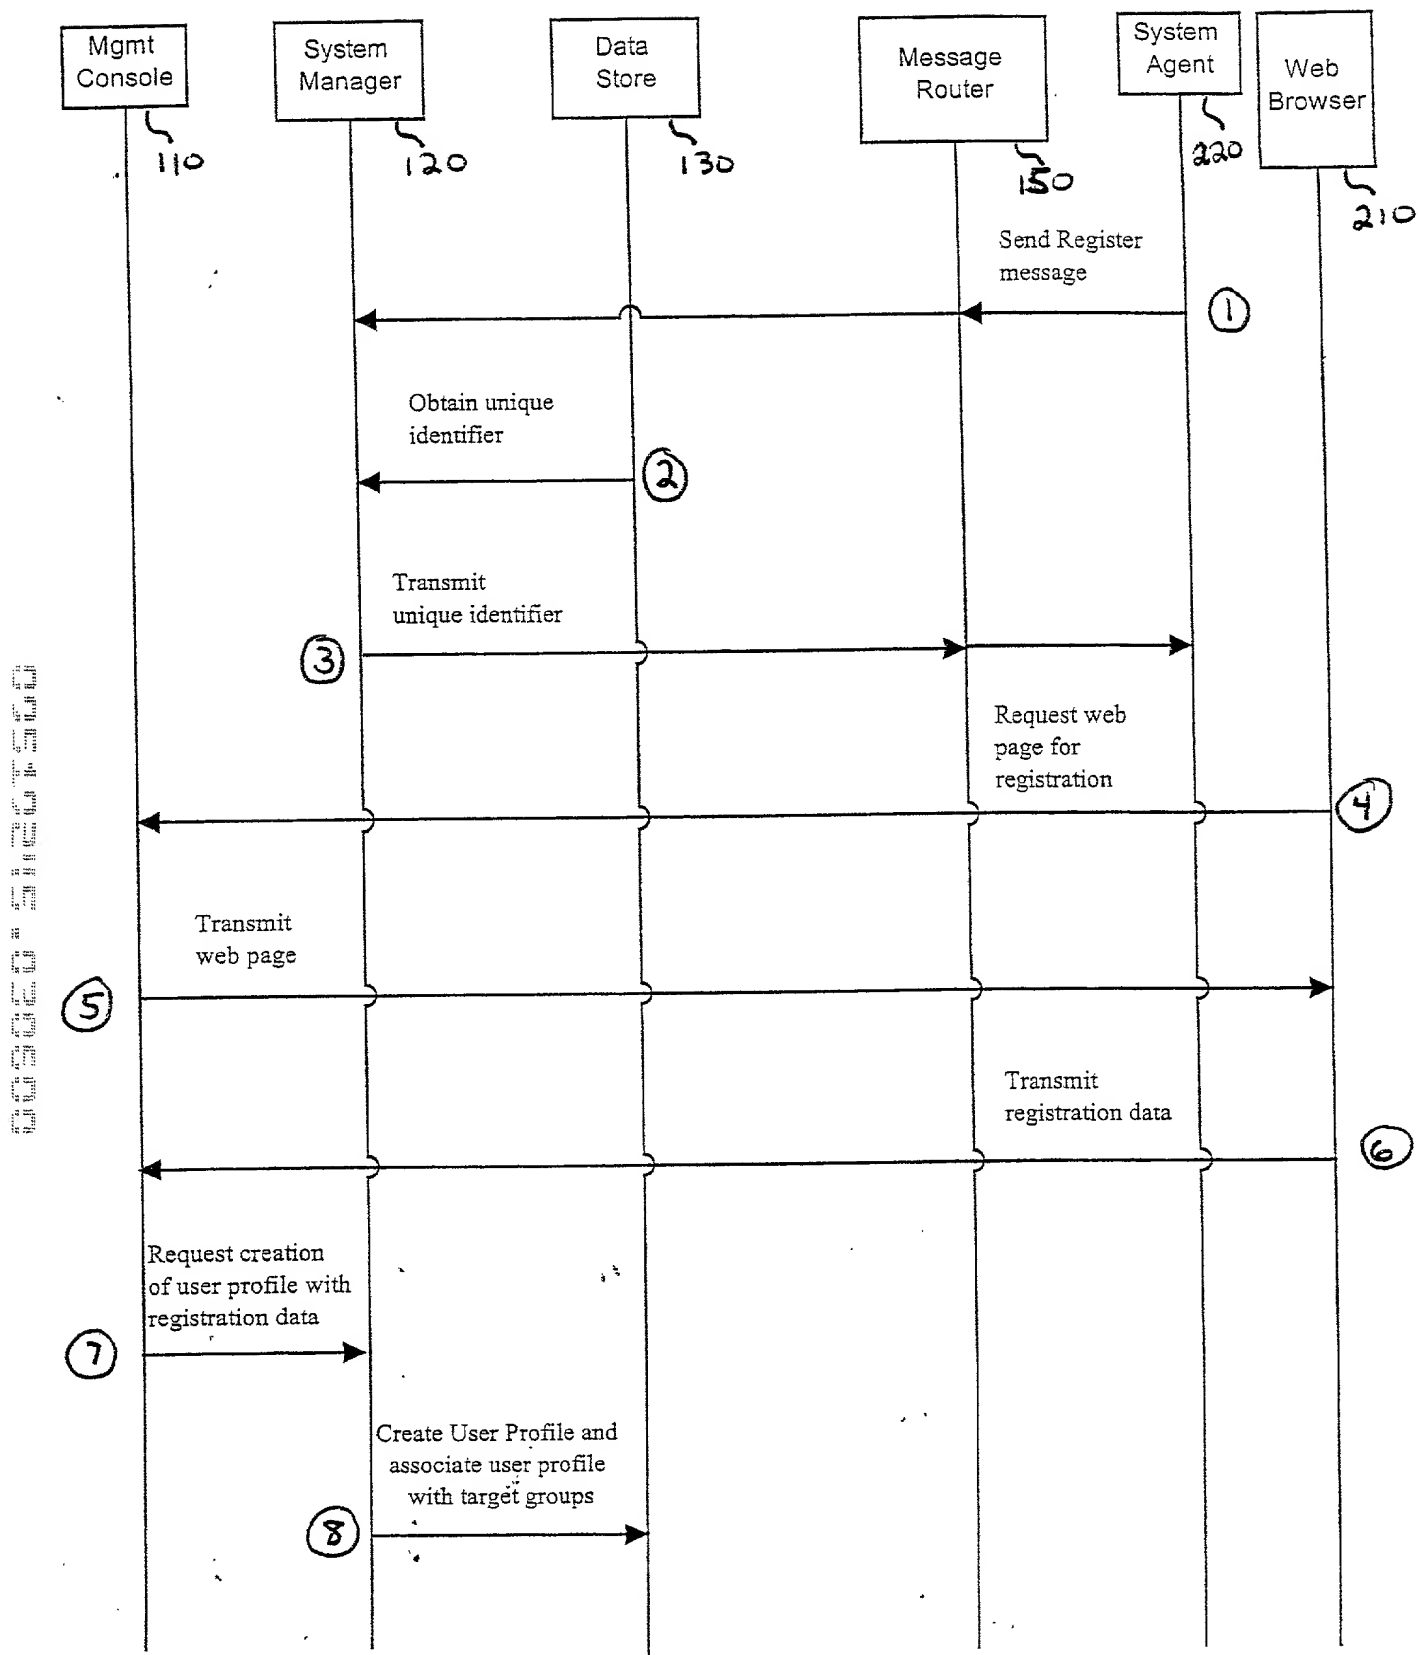 Mgmt
Console
System
Manager
Data
Store
Message
Router
System
Agent
Web
Browser
110
120
130
150
220
210
Send Register
message
1
Obtain unique
identifier
2
Transmit
unique identifier
3
Request web
page for
registration
4
Transmit
web page
5
Transmit
registration data
6
Request creation
of user profile with
registration data
7
Create User Profile and
associate user profile
with target groups
8